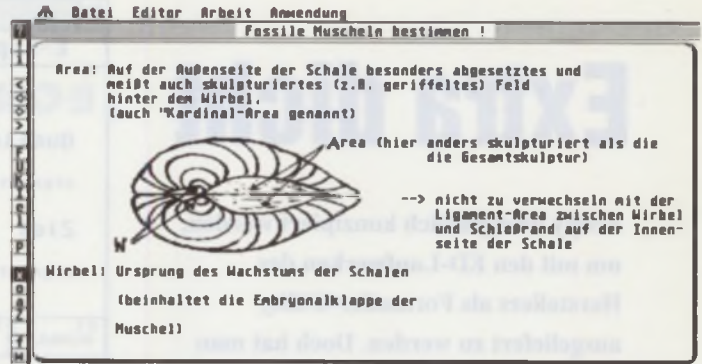 Datei Editor Arbeit Anwendung
Fossile Muscheln bestimmen !
Area: Auf der Außenseite der Schale besonders abgesetztes und
meißt auch skulpturiertes (z.B. geriffeltes) Feld
hinter dem Wirbel.
(auch "Kardinal-Area genannt)
Area (hier anders skulpturiert als die
die Gesamtskulptur)
--> nicht zu verwechseln mit der
Ligament-Area zwischen Wirbel
und Schloßrand auf der Innen-
seite der Schale
W
Wirbel: Ursprung des Wachstums der Schalen
(beinhaltet die Embryonalklappe der
Muschel)